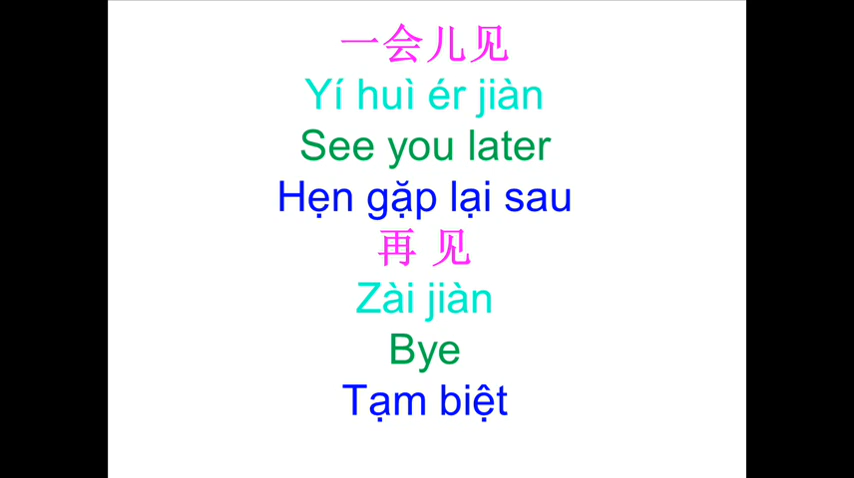 一会儿见
Yí huì ér jiàn
See you later
Hẹn gặp lại sau
再 见
Zài jiàn
Bye
Tạm biệt